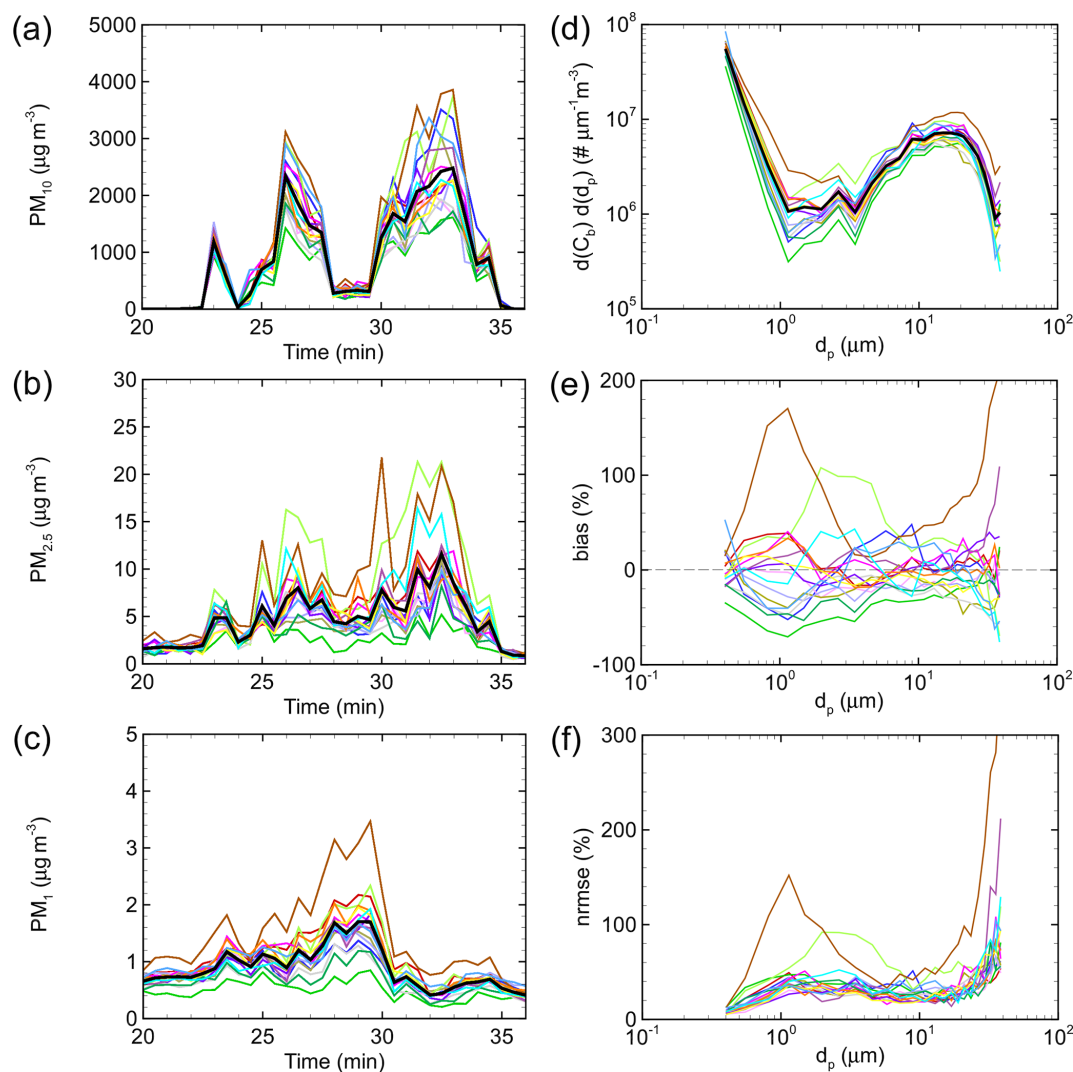 (a)
PM10 (µg m-3)
5000
4000
3000
2000
1000
0
20 25 30 35
Time (min)
(b)
PM2.5 (µg m-3)
30
25
20
15
10
5
0
20 25 30 35
Time (min)
(c)
PM1 (µg m-3)
5
4
3
2
1
0
20 25 30 35
Time (min)
(d)
d(Cb) d(dp) (# µm-1m-3)
10^8
10^7
10^6
10^5
10^-1 10^0 10^1 10^2
dp (µm)
(e)
bias (%)
200
100
0
-100
10^-1 10^0 10^1 10^2
dp (µm)
(f)
nrmse (%)
300
200
100
0
10^-1 10^0 10^1 10^2
dp (µm)